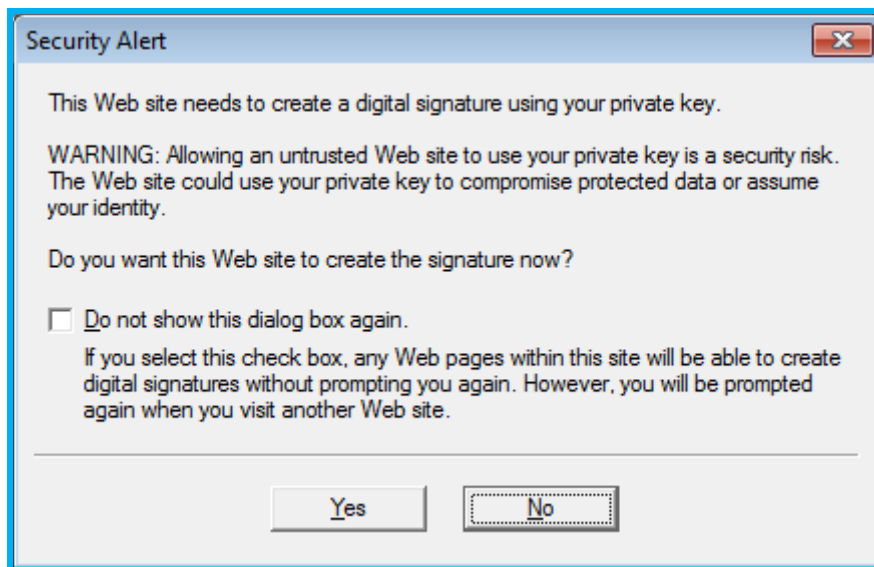 Security Alert
This Web site needs to create a digital signature using your private key.
WARNING: Allowing an untrusted Web site to use your private key is a security risk.
The Web site could use your private key to compromise protected data or assume
your identity.
Do you want this Web site to create the signature now?
Do not show this dialog box again.
If you select this check box, any Web pages within this site will be able to create
digital signatures without prompting you again. However, you will be prompted
again when you visit another Web site.
Yes
No